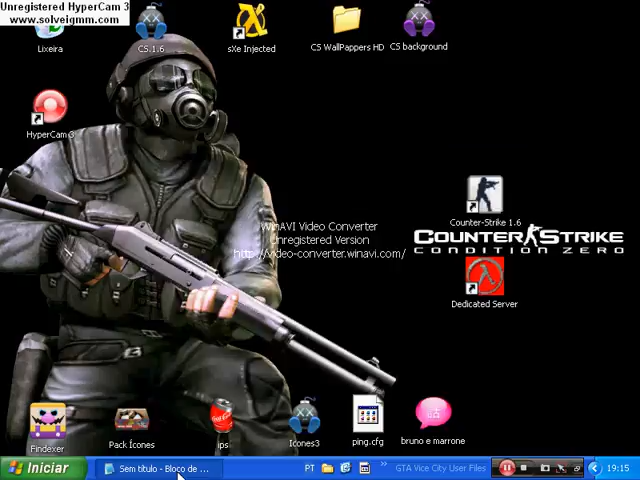 Unregistered HyperCam 3
www.solveigmm.com
Lixeira
CS.1.6
sXe Injected
CS WallPappers HD
CS background
HyperCam 3
Counter-Strike 1.6
WinAVI Video Converter
Unregistered Version
http://video-converter.winavi.com/
COUNTER STRIKE
CONDITION ZERO
Dedicated Server
Findexer
Pack Ícones
ips
Icones3
ping.cfg
bruno e marrone
Iniciar
Sem título - Bloco de ...
PT
GTA Vice City User Files
19:15